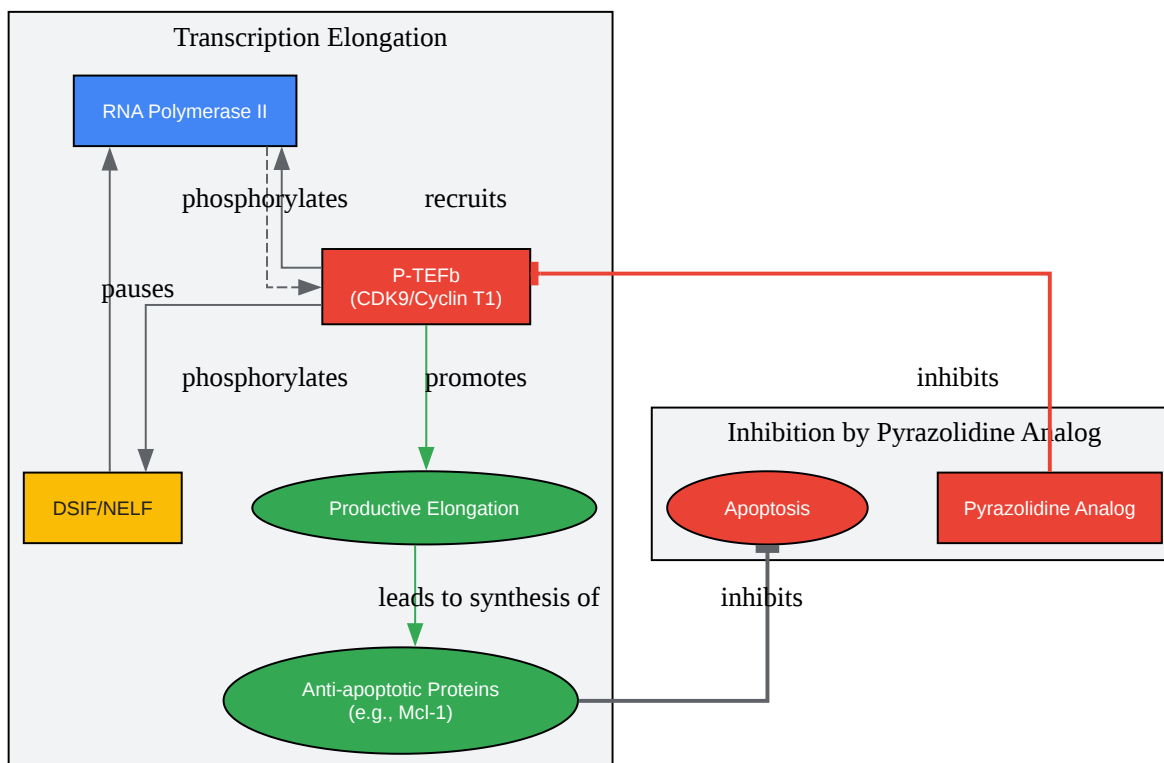 Transcription Elongation
RNA Polymerase II
phosphorylates
recruits
P-TEFb
(CDK9/Cyclin T1)
pauses
phosphorylates
promotes
inhibits
Inhibition by Pyrazolidine Analog
DSIF/NELF
Productive Elongation
Apoptosis
Pyrazolidine Analog
leads to synthesis of
inhibits
Anti-apoptotic Proteins
(e.g., Mcl-1)